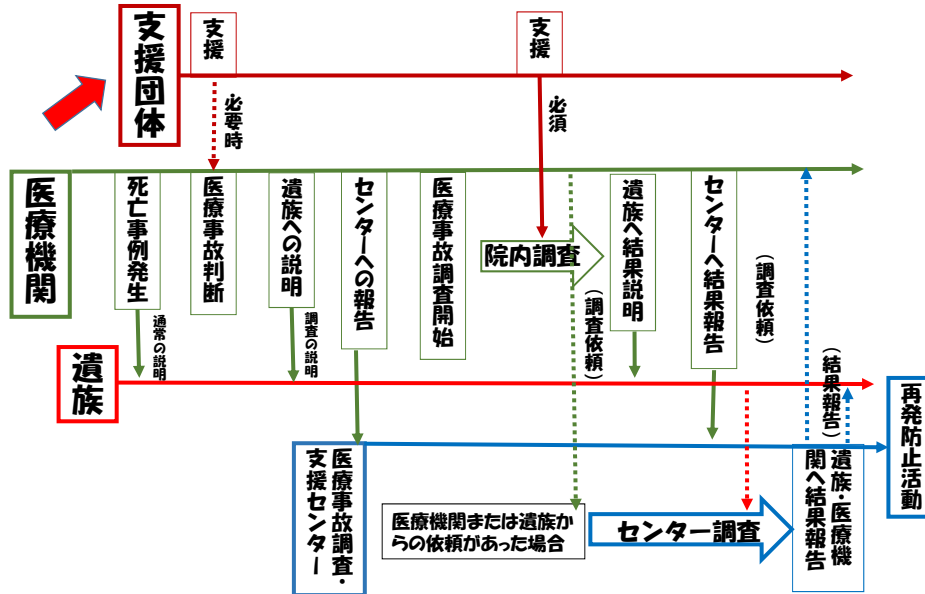 支援団体
支援
必要時
支援
必須
医療機関
死亡事例発生
通常の説明
医療事故判断
遺族への説明
調査の説明
センターへの報告
医療事故調査開始
院内調査
（調査依頼）
遺族へ結果説明
センターへ結果報告
（調査依頼）
遺族
（結果報告）
再発防止活動
医療事故調査・
支援センター
医療機関または遺族か
らの依頼があった場合
センター調査
遺族・医療機
関へ結果報告